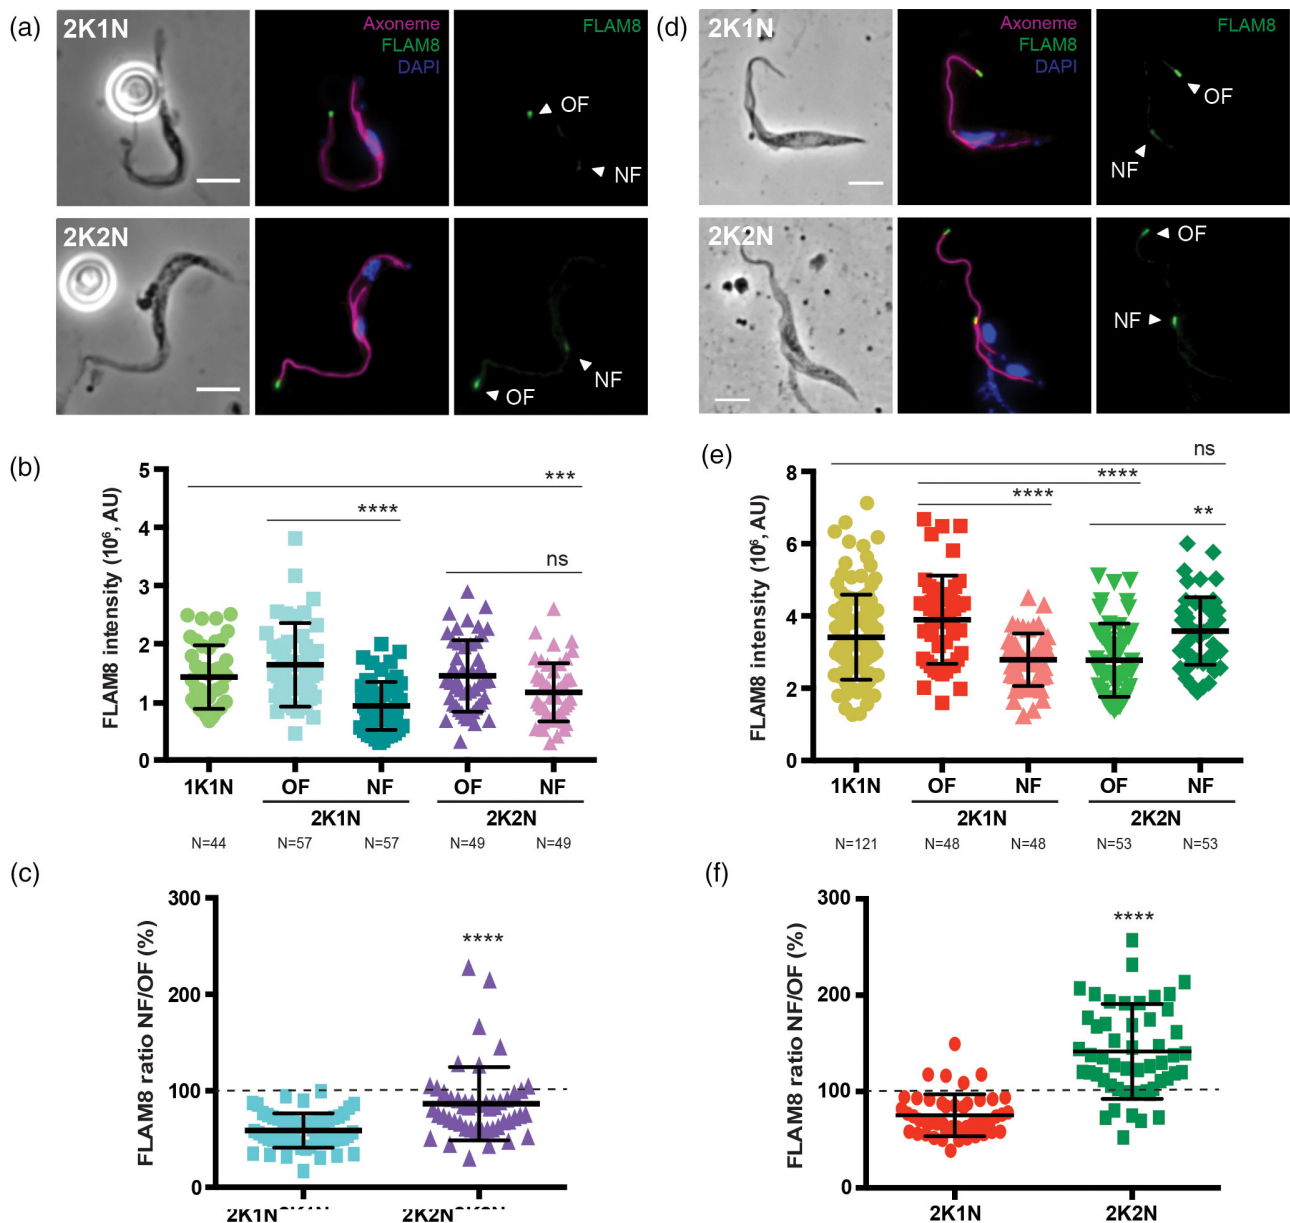 (a)
2K1N
Axoneme
FLAM8
DAPI
FLAM8
OF
NF
2K2N
OF
NF
(d)
2K1N
Axoneme
FLAM8
DAPI
FLAM8
OF
NF
2K2N
OF
NF
(b)
FLAM8 intensity (10⁶, AU)
5
4
3
2
1
0
***
****
ns
1K1N
OF
NF
OF
NF
2K1N
2K2N
N=44
N=57
N=57
N=49
N=49
(e)
FLAM8 intensity (10⁶, AU)
8
6
4
2
0
ns
****
****
**
1K1N
OF
NF
OF
NF
2K1N
2K2N
N=121
N=48
N=48
N=53
N=53
(c)
FLAM8 ratio NF/OF (%)
300
200
100
0
****
2K1N
2K2N
(f)
FLAM8 ratio NF/OF (%)
300
200
100
0
****
2K1N
2K2N